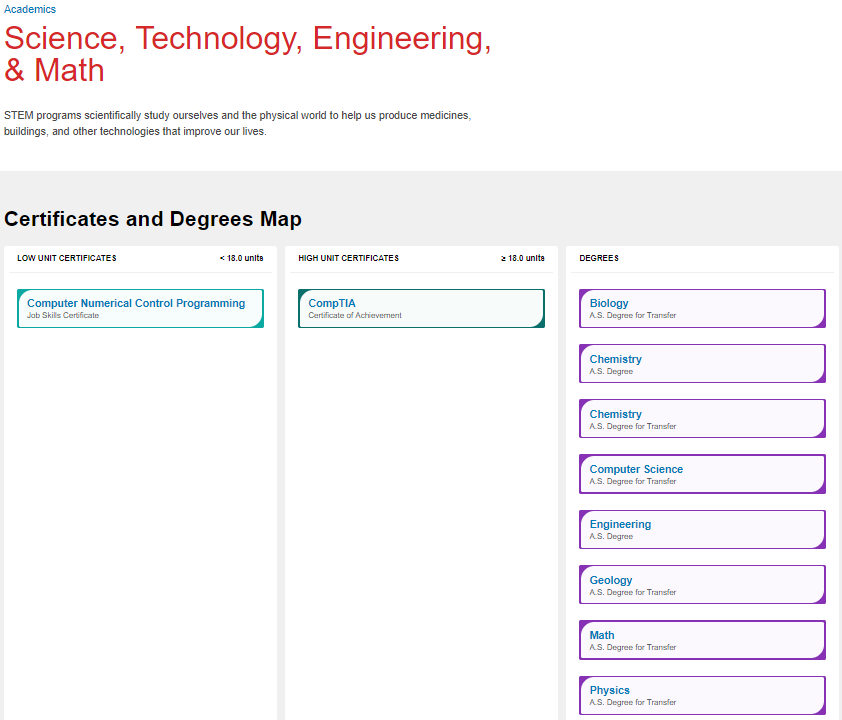 Academics
Science, Technology, Engineering,
& Math
STEM programs scientifically study ourselves and the physical world to help us produce medicines,
buildings, and other technologies that improve our lives.
Certificates and Degrees Map
LOW UNIT CERTIFICATES < 18.0 units
Computer Numerical Control Programming
Job Skills Certificate
HIGH UNIT CERTIFICATES ≥ 18.0 units
CompTIA
Certificate of Achievement
DEGREES
Biology
A.S. Degree for Transfer
Chemistry
A.S. Degree
Chemistry
A.S. Degree for Transfer
Computer Science
A.S. Degree for Transfer
Engineering
A.S. Degree
Geology
A.S. Degree for Transfer
Math
A.S. Degree for Transfer
Physics
A.S. Degree for Transfer